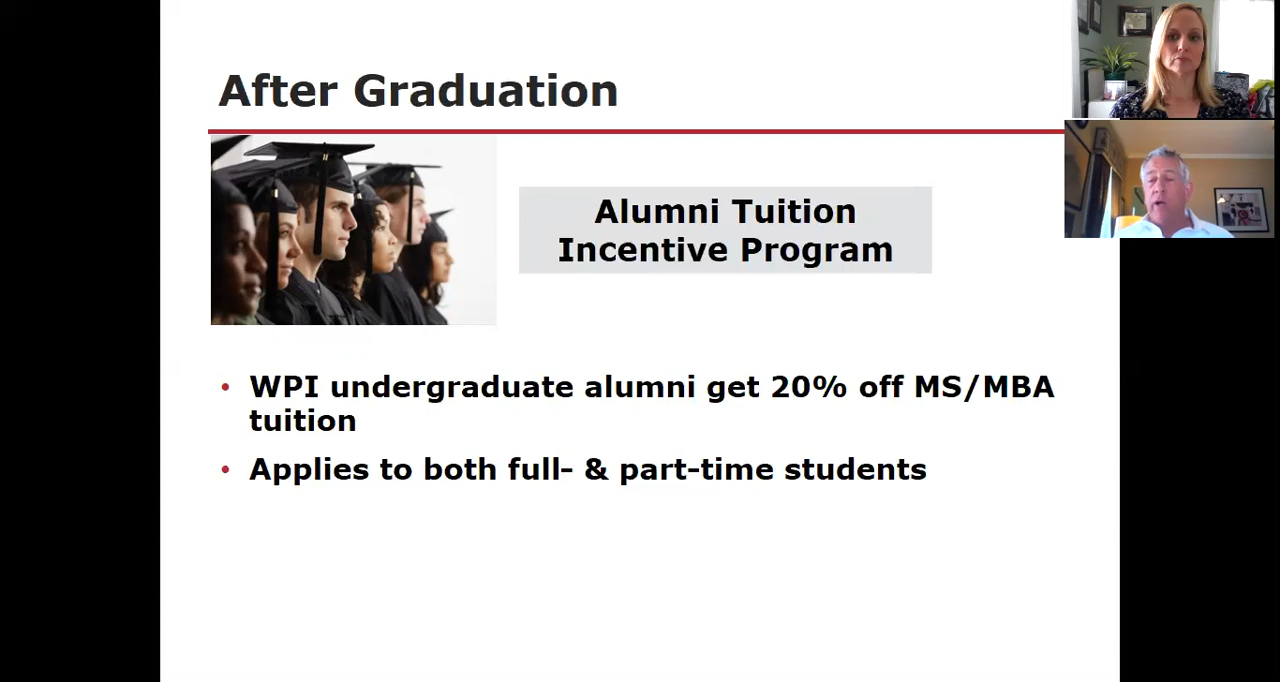 After Graduation
Alumni Tuition
Incentive Program
• WPI undergraduate alumni get 20% off MS/MBA
tuition
• Applies to both full- & part-time students